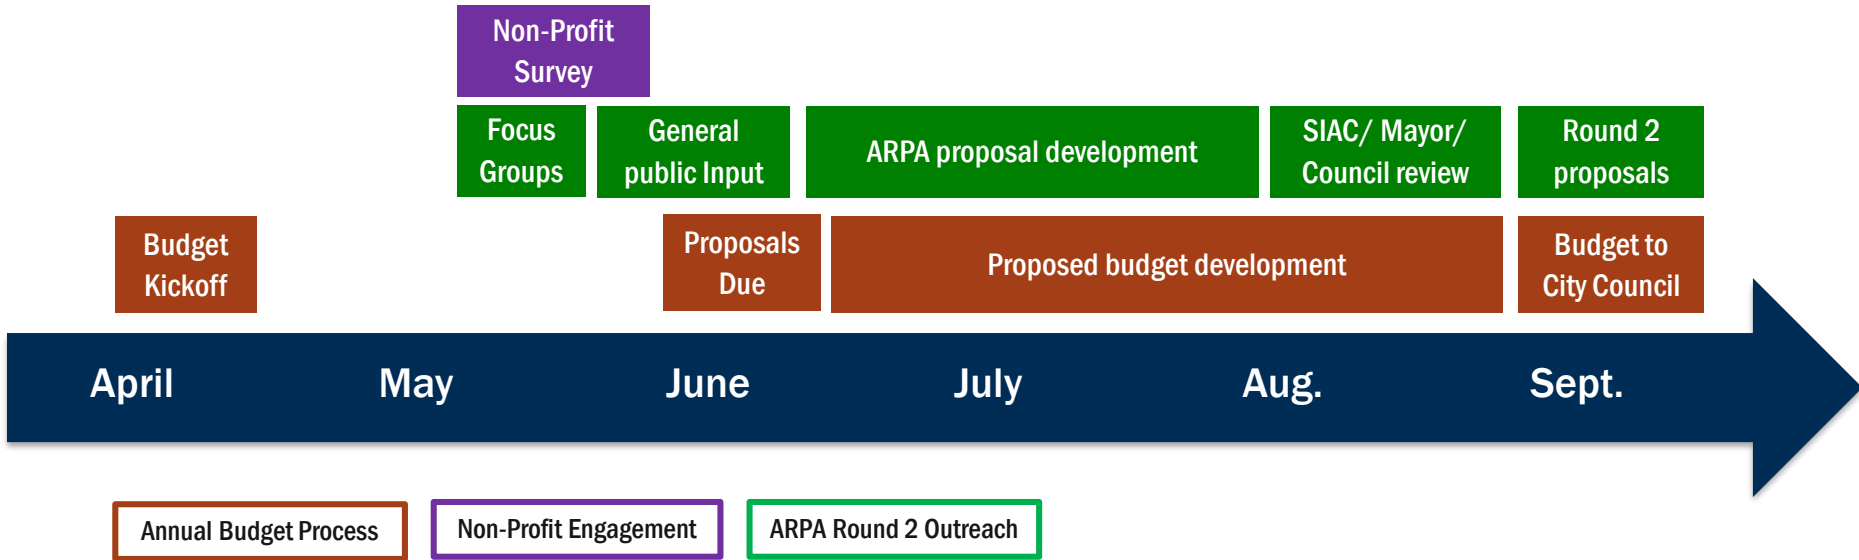 Non-Profit
Survey
Focus
Groups
General
public Input
ARPA proposal development
SIAC/ Mayor/
Council review
Round 2
proposals
Budget
Kickoff
Proposals
Due
Proposed budget development
Budget to
City Council
April
May
June
July
Aug.
Sept.
Annual Budget Process
Non-Profit Engagement
ARPA Round 2 Outreach